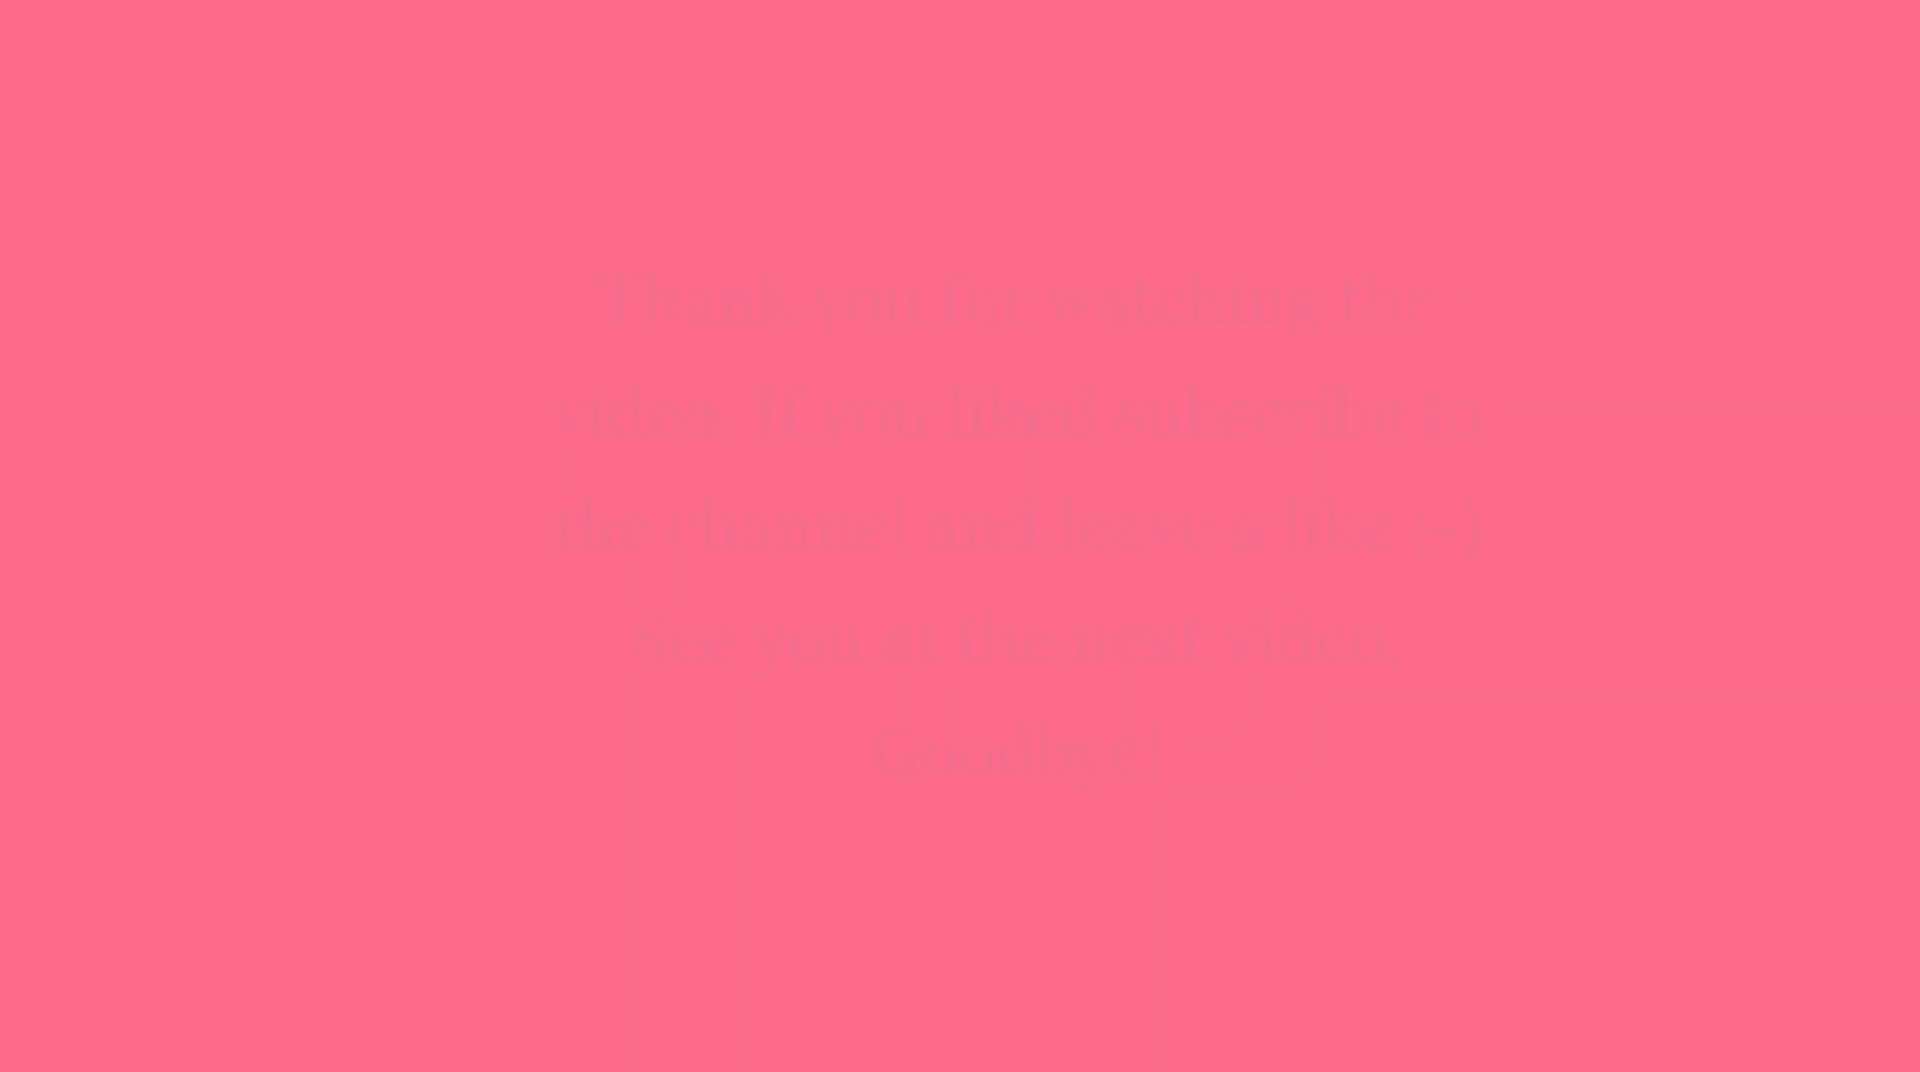 Thank you for watching the
video. If you liked subscribe to
the channel and leave a like :-)
See you at the next video.
Goodbye!